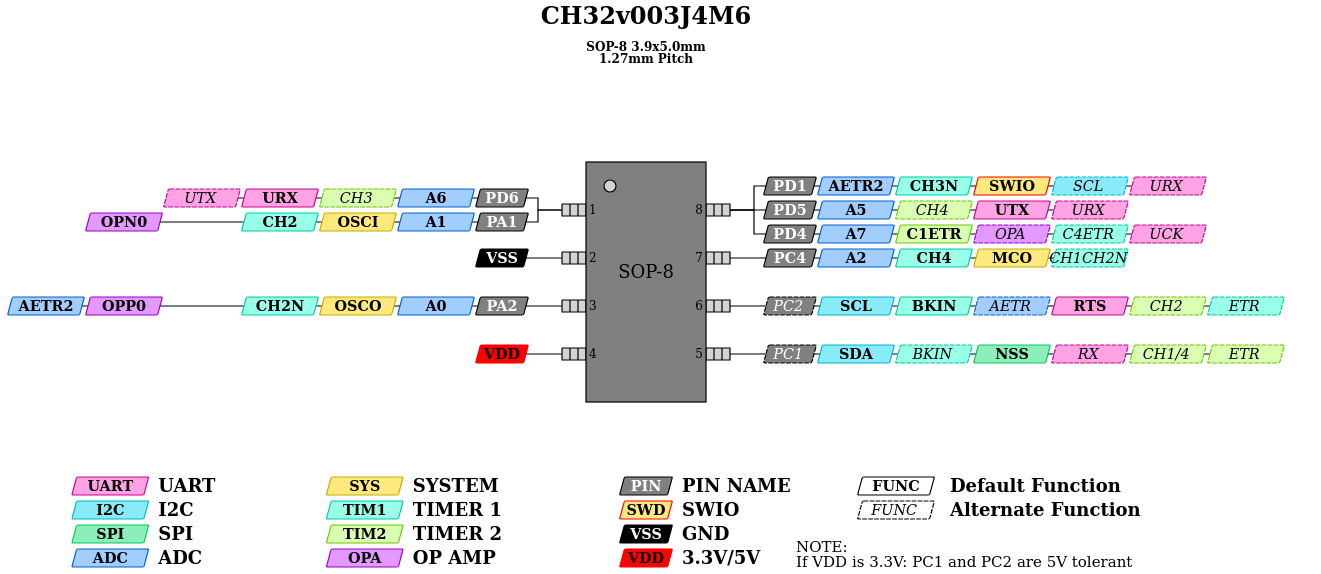 CH32v003J4M6
SOP-8 3.9x5.0mm
1.27mm Pitch
UTX URX CH3 A6 PD6
OPN0 CH2 OSCI A1 PA1 1
VSS 2
AETR2 OPP0 CH2N OSCO A0 PA2 3
VDD 4
SOP-8
PD1 AETR2 CH3N SWIO SCL URX
8 PD5 A5 CH4 UTX URX
PD4 A7 C1ETR OPA C4ETR UCK
7 PC4 A2 CH4 MCO CH1CH2N
6 PC2 SCL BKIN AETR RTS CH2 ETR
5 PC1 SDA BKIN NSS RX CH1/4 ETR
UART UART SYS SYSTEM PIN PIN NAME FUNC Default Function
I2C I2C TIM1 TIMER 1 SWD SWIO FUNC Alternate Function
SPI SPI TIM2 TIMER 2 VSS GND
ADC ADC OPA OP AMP VDD 3.3V/5V
NOTE:
If VDD is 3.3V: PC1 and PC2 are 5V tolerant